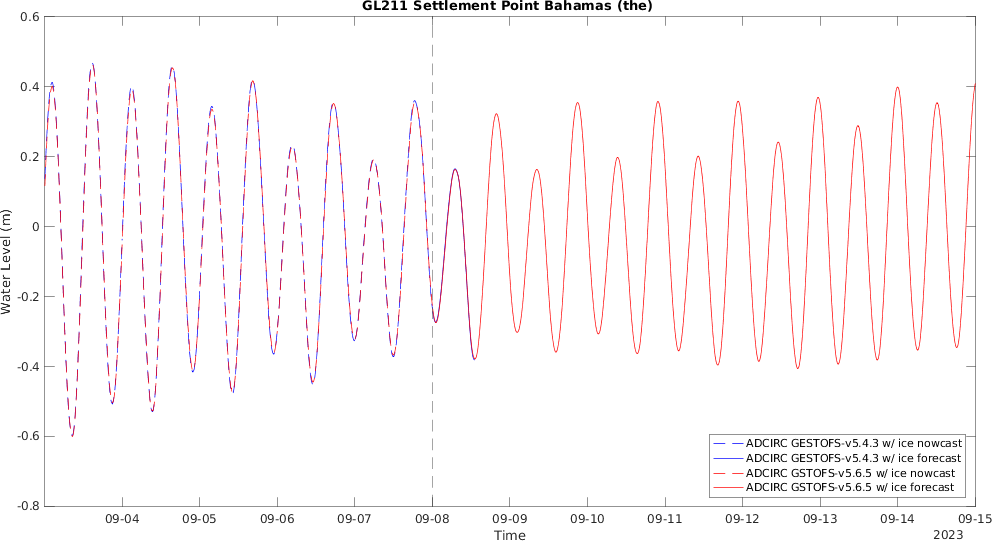 GL211 Settlement Point Bahamas (the)
0.6
0.4
0.2
0
-0.2
-0.4
-0.6
-0.8
Water Level (m)
ADCIRC GESTOFS-v5.4.3 w/ ice nowcast
ADCIRC GESTOFS-v5.4.3 w/ ice forecast
ADCIRC GSTOFS-v5.6.5 w/ ice nowcast
ADCIRC GSTOFS-v5.6.5 w/ ice forecast
09-04 09-05 09-06 09-07 09-08 09-09 09-10 09-11 09-12 09-13 09-14 09-15
Time
2023